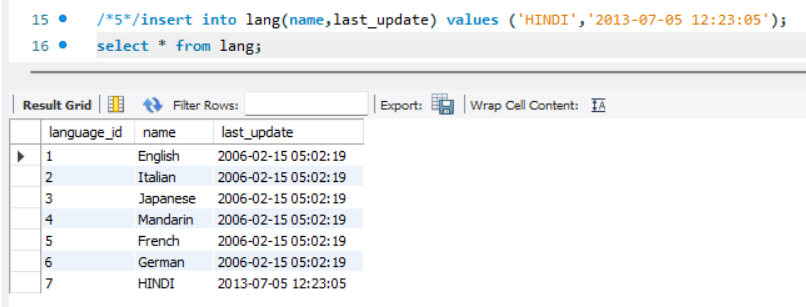 15 /*5*/insert into lang(name,last_update) values ('HINDI','2013-07-05 12:23:05');
16 select * from lang;
Result Grid Filter Rows: Export: Wrap Cell Content: IA
language_id name last_update
1 English 2006-02-15 05:02:19
2 Italian 2006-02-15 05:02:19
3 Japanese 2006-02-15 05:02:19
4 Mandarin 2006-02-15 05:02:19
5 French 2006-02-15 05:02:19
6 German 2006-02-15 05:02:19
7 HINDI 2013-07-05 12:23:05